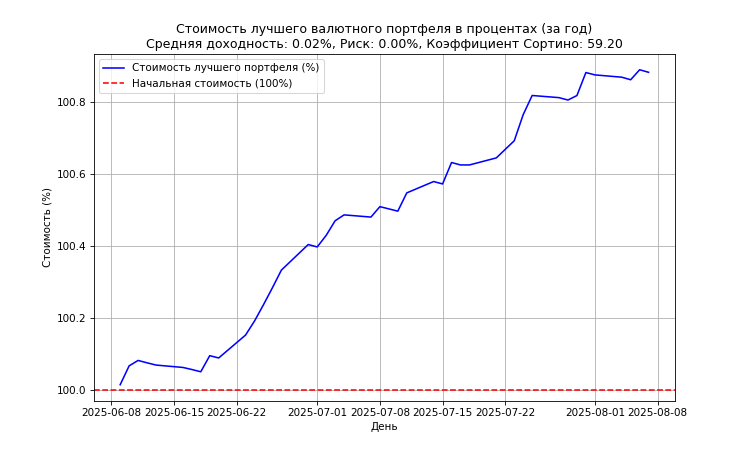 Стоимость лучшего валютного портфеля в процентах (за год)
Средняя доходность: 0.02%, Риск: 0.00%, Коэффициент Сортино: 59.20
Стоимость лучшего портфеля (%)
Начальная стоимость (100%)
Стоимость (%)
100.8
100.6
100.4
100.2
100.0
2025-06-08 2025-06-15 2025-06-22 2025-07-01 2025-07-08 2025-07-15 2025-07-22 2025-08-01 2025-08-08
День